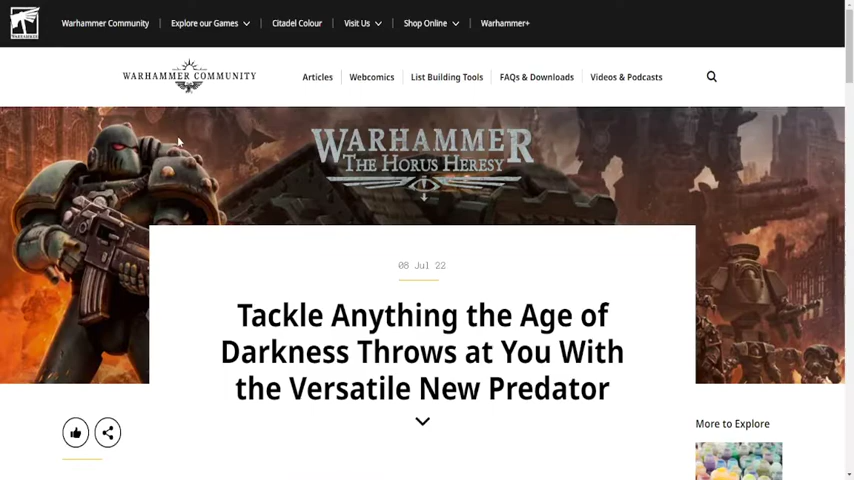 Warhammer Community
Explore our Games
Citadel Colour
Visit Us
Shop Online
Warhammer+
WARHAMMER COMMUNITY
Articles
Webcomics
List Building Tools
FAQs & Downloads
Videos & Podcasts
WARHAMMER
THE HORUS HERESY
08 Jul 22
Tackle Anything the Age of
Darkness Throws at You With
the Versatile New Predator
More to Explore